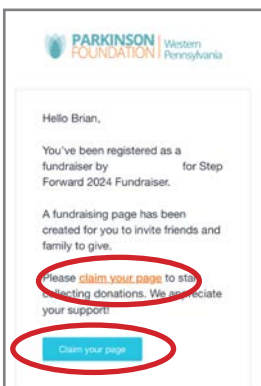 PARKINSON
FOUNDATION
Western
Pennsylvania
Hello Brian,
You've been registered as a
fundraiser by for Step
Forward 2024 Fundraiser.
A fundraising page has been
created for you to invite friends and
family to give.
Please claim your page to start
collecting donations. We appreciate
your support!
Claim your page